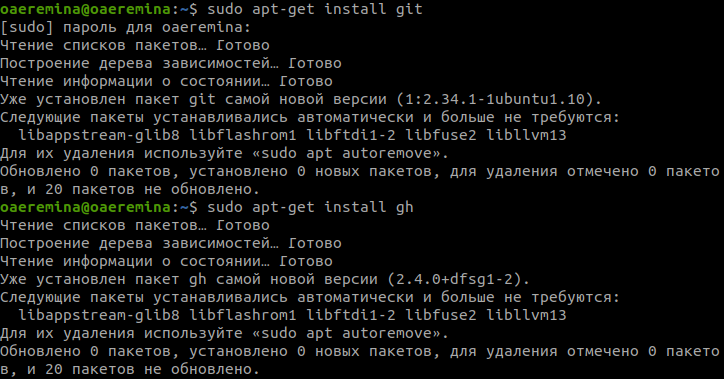 oaeremina@oaeremina:~$ sudo apt-get install git
[sudo] пароль для oaeremina:
Чтение списков пакетов… Готово
Построение дерева зависимостей… Готово
Чтение информации о состоянии… Готово
Уже установлен пакет git самой новой версии (1:2.34.1-1ubuntu1.10).
Следующие пакеты устанавливались автоматически и больше не требуются:
  libappstream-glib8 libflashrom1 libftdi1-2 libfuse2 libllvm13
Для их удаления используйте «sudo apt autoremove».
Обновлено 0 пакетов, установлено 0 новых пакетов, для удаления отмечено 0 пакето
в, и 20 пакетов не обновлено.
oaeremina@oaeremina:~$ sudo apt-get install gh
Чтение списков пакетов… Готово
Построение дерева зависимостей… Готово
Чтение информации о состоянии… Готово
Уже установлен пакет gh самой новой версии (2.4.0+dfsg1-2).
Следующие пакеты устанавливались автоматически и больше не требуются:
  libappstream-glib8 libflashrom1 libftdi1-2 libfuse2 libllvm13
Для их удаления используйте «sudo apt autoremove».
Обновлено 0 пакетов, установлено 0 новых пакетов, для удаления отмечено 0 пакето
в, и 20 пакетов не обновлено.